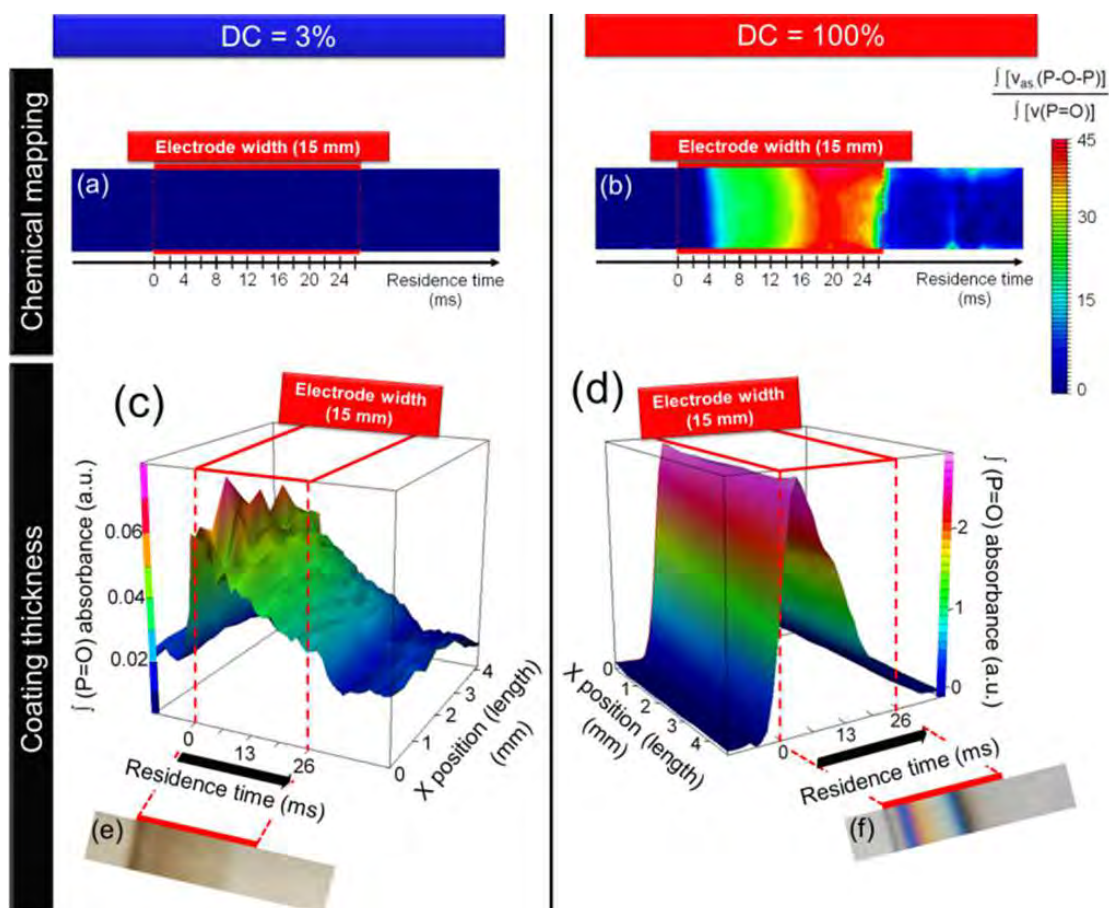 DC = 3%
DC = 100%
Chemical mapping
Electrode width (15 mm)
(a)
0 4 8 12 16 20 24
Residence time
(ms)
Electrode width (15 mm)
(b)
0 4 8 12 16 20 24
Residence time
(ms)
∫ [νas (P-O-P)]
∫ [ν(P=O)]
45
30
15
0
Coating thickness
(c)
Electrode width
(15 mm)
∫ (P=O) absorbance (a.u.)
0.06
0.04
0.02
0
13
26
Residence time (ms)
0
1
2
3
4
X position (length)
(mm)
(e)
(d)
Electrode width
(15 mm)
∫ (P=O) absorbance (a.u.)
2
1
0
0
1
2
3
4
X position (length)
(mm)
0
13
26
Residence time (ms)
(f)